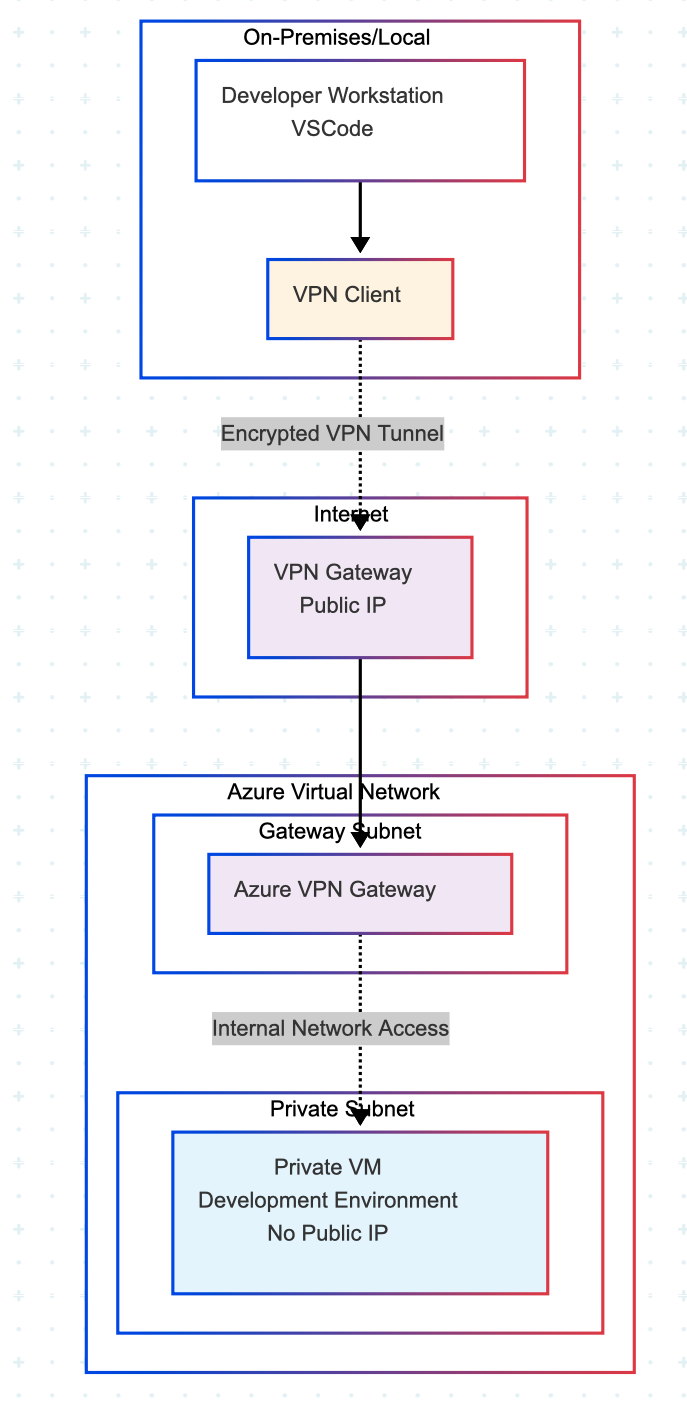 On-Premises/Local
Developer Workstation
VSCode
VPN Client
Encrypted VPN Tunnel
Internet
VPN Gateway
Public IP
Azure Virtual Network
Gateway Subnet
Azure VPN Gateway
Internal Network Access
Private Subnet
Private VM
Development Environment
No Public IP